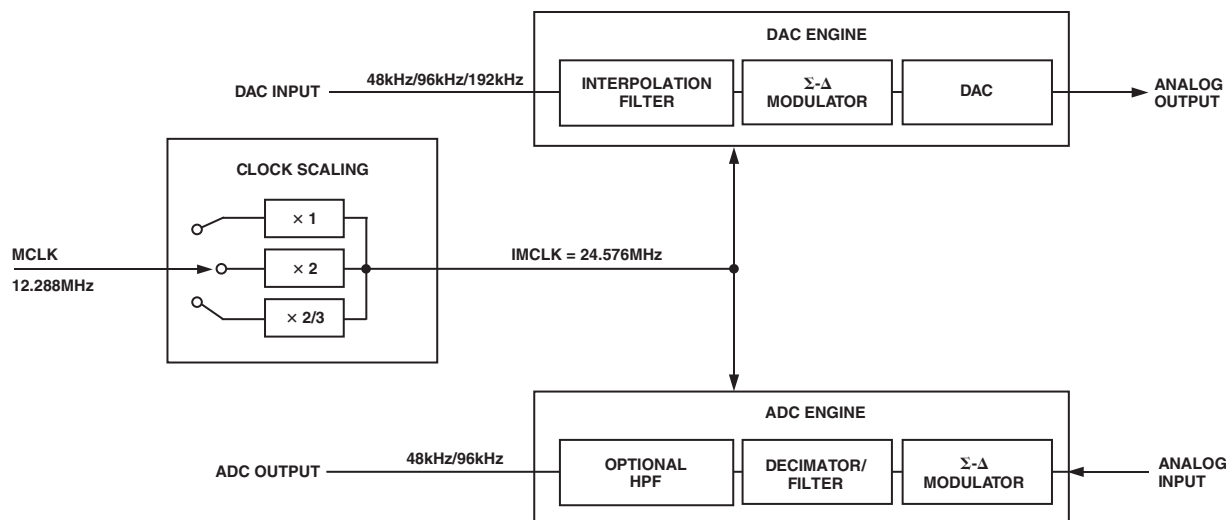 DAC ENGINE
48kHz/96kHz/192kHz
DAC INPUT
INTERPOLATION
FILTER
Σ-Δ
MODULATOR
DAC
ANALOG
OUTPUT
CLOCK SCALING
× 1
MCLK
12.288MHz
× 2
IMCLK = 24.576MHz
× 2/3
ADC ENGINE
48kHz/96kHz
ADC OUTPUT
OPTIONAL
HPF
DECIMATOR/
FILTER
Σ-Δ
MODULATOR
ANALOG
INPUT